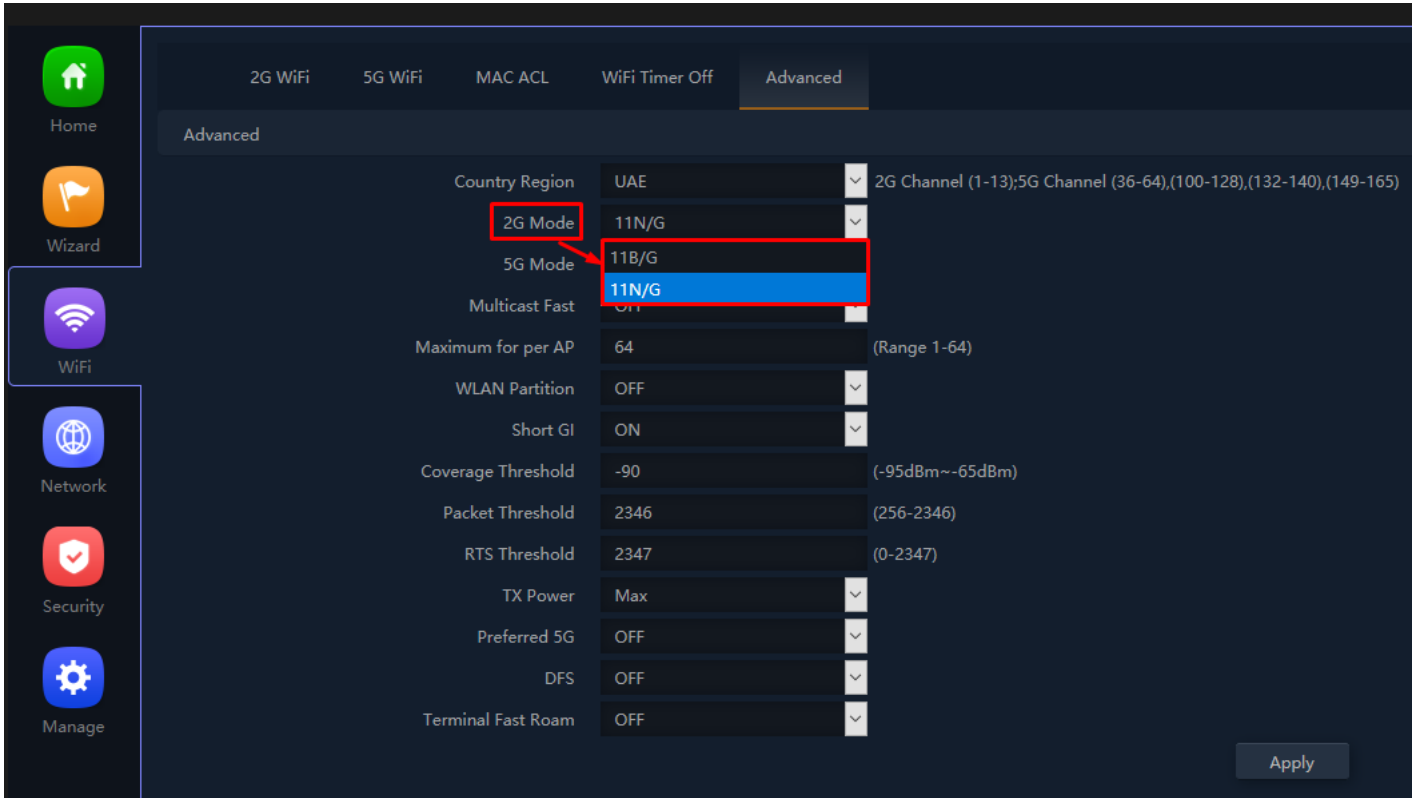 2G WiFi 5G WiFi MAC ACL WiFi Timer Off Advanced
Home
Advanced
Country Region UAE 2G Channel (1-13);5G Channel (36-64),(100-128),(132-140),(149-165)
2G Mode 11N/G
Wizard
11B/G
5G Mode
11N/G
Multicast Fast OFF
Maximum for per AP 64 (Range 1-64)
WiFi
WLAN Partition OFF
Short GI ON
Coverage Threshold -90 (-95dBm~-65dBm)
Network
Packet Threshold 2346 (256-2346)
RTS Threshold 2347 (0-2347)
TX Power Max
Security
Preferred 5G OFF
DFS OFF
Terminal Fast Roam OFF
Manage
Apply